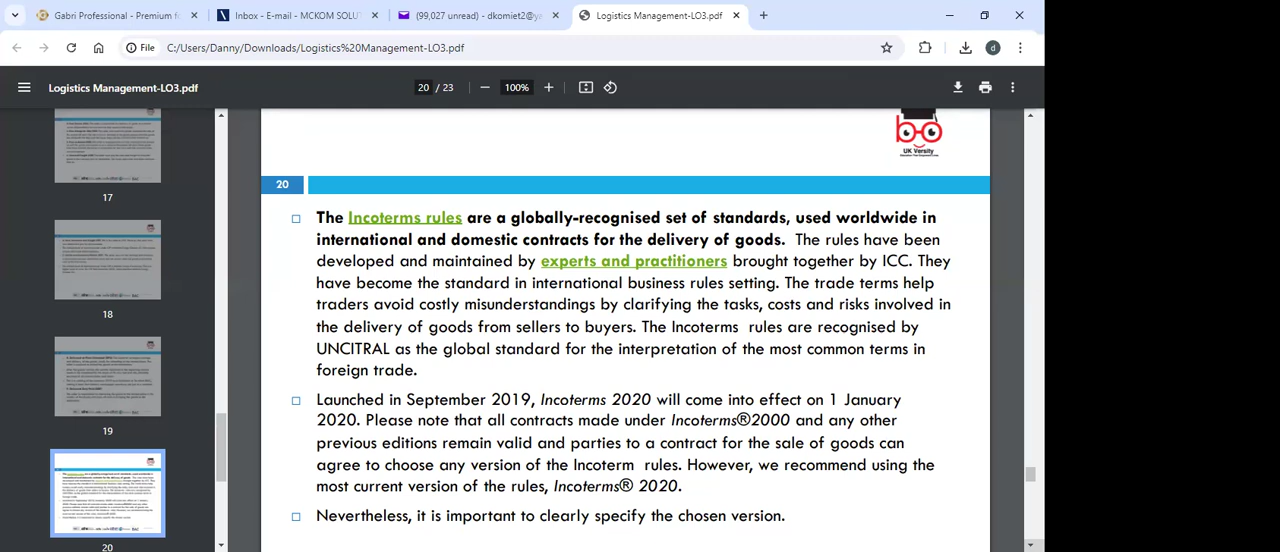 Gabri Professional - Premium f
Inbox - E-mail - MCKOM SOLU
(99,027 unread) - dkomst2@y
Logistics Management-LO3.pdf
File
C:/Users/Danny/Downloads/Logistics%20Management-LO3.pdf
d
Logistics Management-LO3.pdf
20 / 23
100%
17
18
19
20
UK Versity
20
The Incoterms rules are a globally-recognised set of standards, used worldwide in
international and domestic contracts for the delivery of goods. The rules have been
developed and maintained by experts and practitioners brought together by ICC. They
have become the standard in international business rules setting. The trade terms help
traders avoid costly misunderstandings by clarifying the tasks, costs and risks involved in
the delivery of goods from sellers to buyers. The Incoterms rules are recognised by
UNCITRAL as the global standard for the interpretation of the most common terms in
foreign trade.
Launched in September 2019, Incoterms 2020 will come into effect on 1 January
2020. Please note that all contracts made under Incoterms®2000 and any other
previous editions remain valid and parties to a contract for the sale of goods can
agree to choose any version of the Incoterms rules. However, we recommend using the
most current version of the Incoterms® 2020.
Nonetheless, it is important to clearly specify the chosen version.